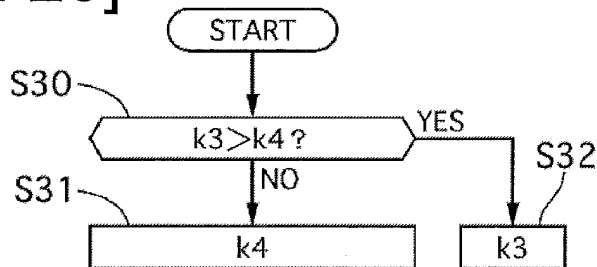 START
S30
k3>k4?
YES
NO
S31
S32
k4
k3